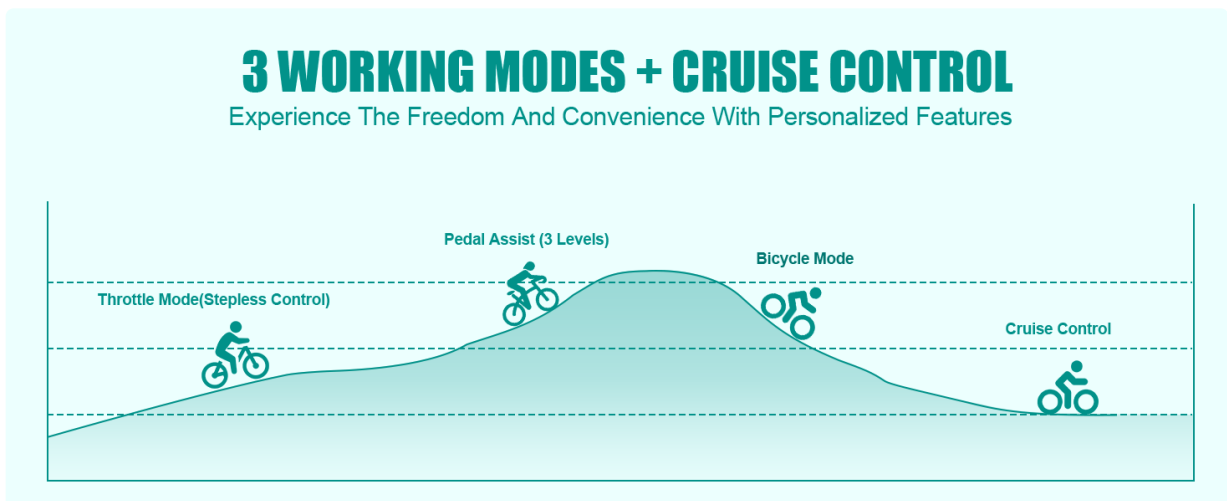 3 WORKING MODES + CRUISE CONTROL
Experience The Freedom And Convenience With Personalized Features
Pedal Assist (3 Levels)
Bicycle Mode
Throttle Mode(Stepless Control)
Cruise Control